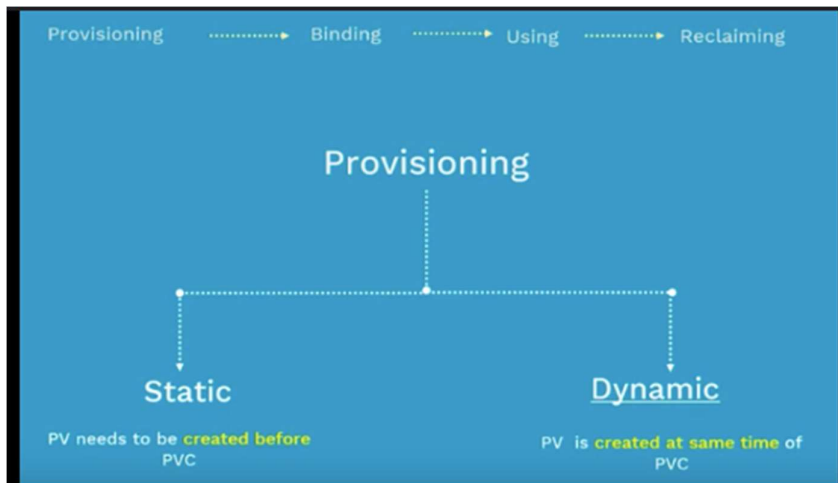 Provisioning Binding Using Reclaiming
Provisioning
Static
PV needs to be created before
PVC
Dynamic
PV is created at same time of
PVC